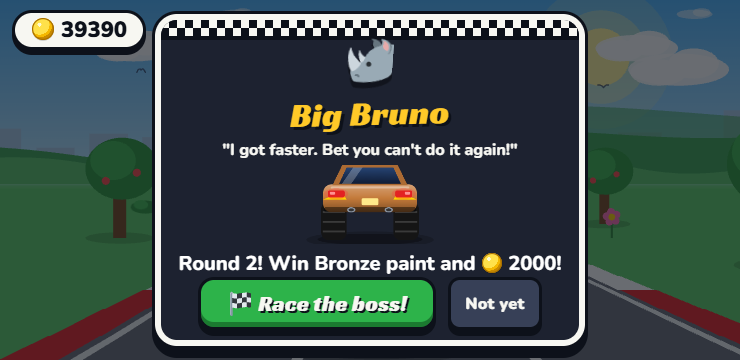 39390
Big Bruno
"I got faster. Bet you can't do it again!"
Round 2! Win Bronze paint and 2000!
Race the boss!
Not yet